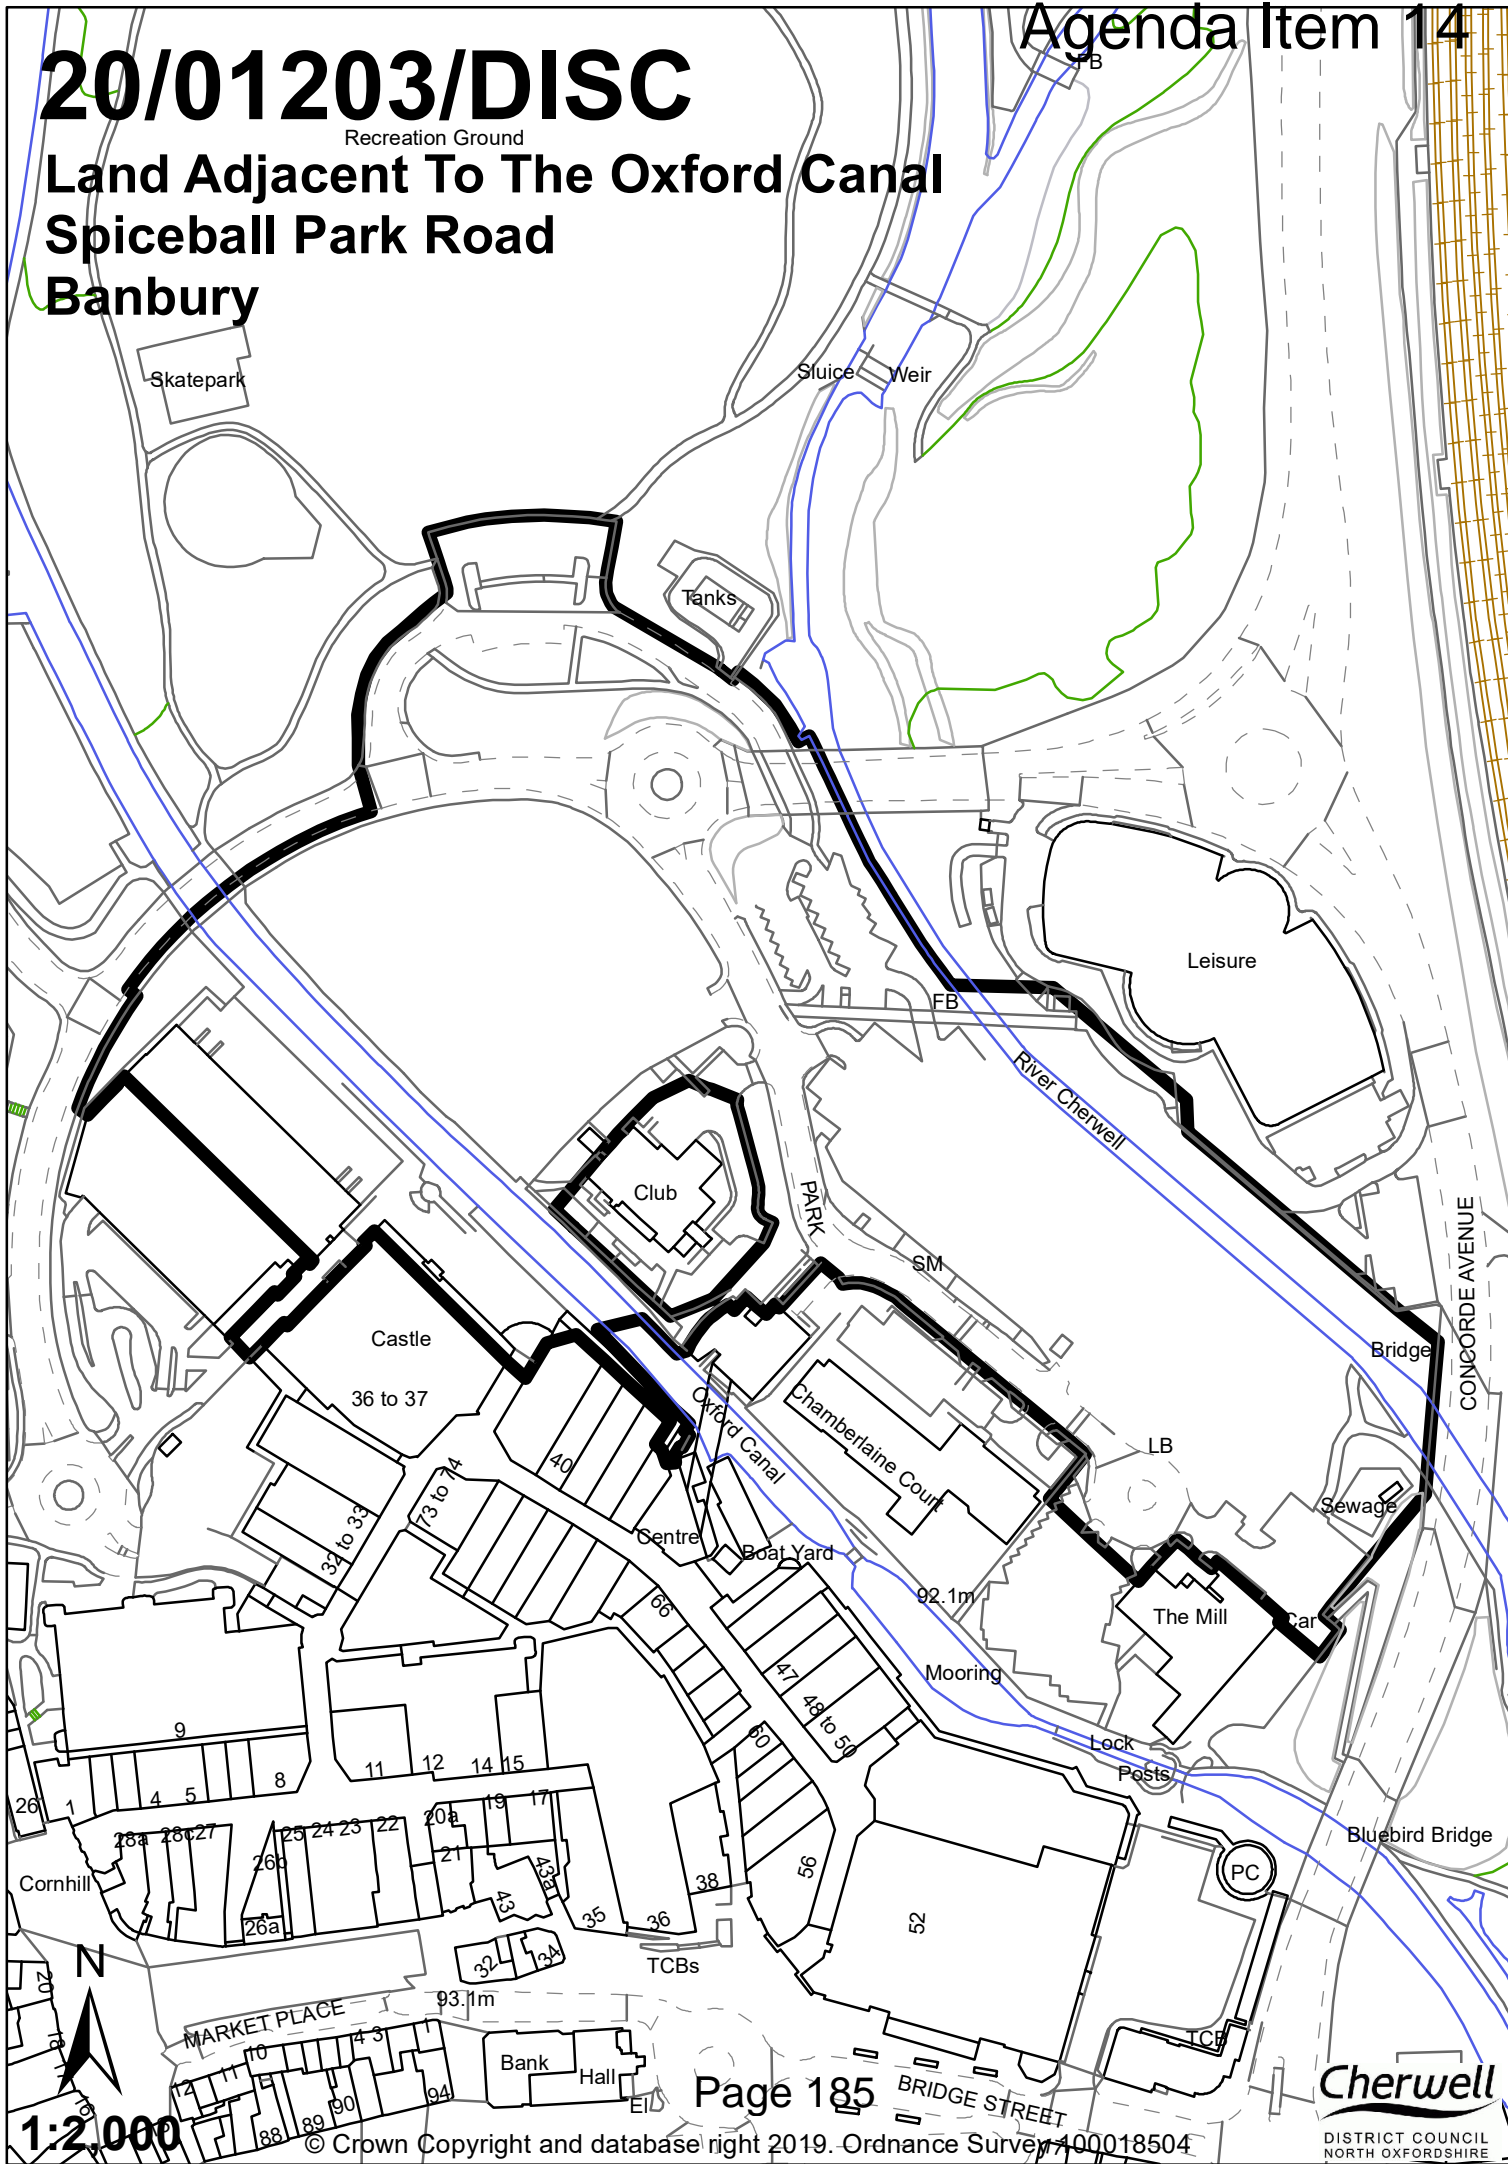 Agenda Item 14
FB
20/01203/DISC
Recreation Ground
Land Adjacent To The Oxford Canal
Spiceball Park Road
Banbury
Skatepark
Sluice
Weir
Tanks
Leisure
FB
River Cherwell
Club
PARK
SM
CONCORDE AVENUE
Castle
36 to 37
Bridge
Oxford Canal
Chamberlaine Court
LB
40
73 to 74
32 to 33
Sewage
Centre
Boat Yard
92.1m
The Mill
Car
66
47
48 to 50
Mooring
60
Lock
Posts
9
11
12
14
15
8
4
5
1
26
28a
28c
27
25
24
23
22
20a
19
17
21
26b
26a
43
43a
35
36
38
56
52
Bluebird Bridge
PC
Cornhill
32
34
TCBs
N
20
18
17
16
MARKET PLACE
93.1m
12
11
10
4
3
1
88
89
90
94
Bank
Hall
El
TCB
Page 185
BRIDGE STREET
Cherwell
DISTRICT COUNCIL
NORTH OXFORDSHIRE
1:2,000
© Crown Copyright and database right 2019. Ordnance Survey 100018504